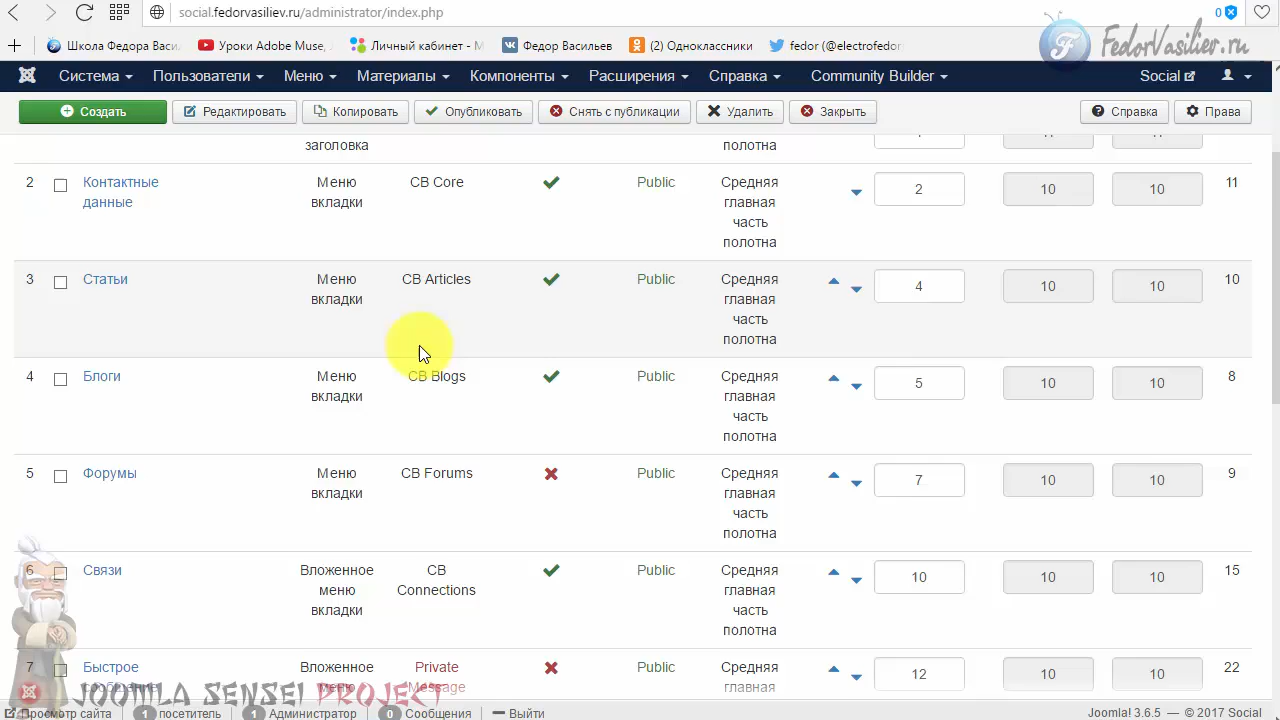 social.fedorvasiliev.ru/administrator/index.php
0
Школа Федора Васи
Уроки Adobe Muse,
Личный кабинет - М
Федор Васильев
(2) Одноклассники
fedor (@electrofedor
FedorVasiliev.ru
Система
Пользователи
Меню
Материалы
Компоненты
Расширения
Справка
Community Builder
Social
Создать
Редактировать
Копировать
Опубликовать
Снять с публикации
Удалить
Закрыть
Справка
Права
заголовка
полотна
2 Контактные данные
Меню вкладки
CB Core
Public
Средняя главная часть полотна
2
10
10
11
3 Статьи
Меню вкладки
CB Articles
Public
Средняя главная часть полотна
4
10
10
10
4 Блоги
Меню вкладки
CB Blogs
Public
Средняя главная часть полотна
5
10
10
8
5 Форумы
Меню вкладки
CB Forums
Public
Средняя главная часть полотна
7
10
10
9
6 Связи
Вложенное меню вкладки
CB Connections
Public
Средняя главная часть полотна
10
10
10
15
7 Быстрое сообщение
Вложенное меню
Private Message
Public
Средняя главная
12
10
10
22
JOOMLA SENSEI PROJECT
Просмотр сайта
1 посетитель
1 Администратор
0 Сообщения
Выйти
Joomla! 3.6.5 — © 2017 Social